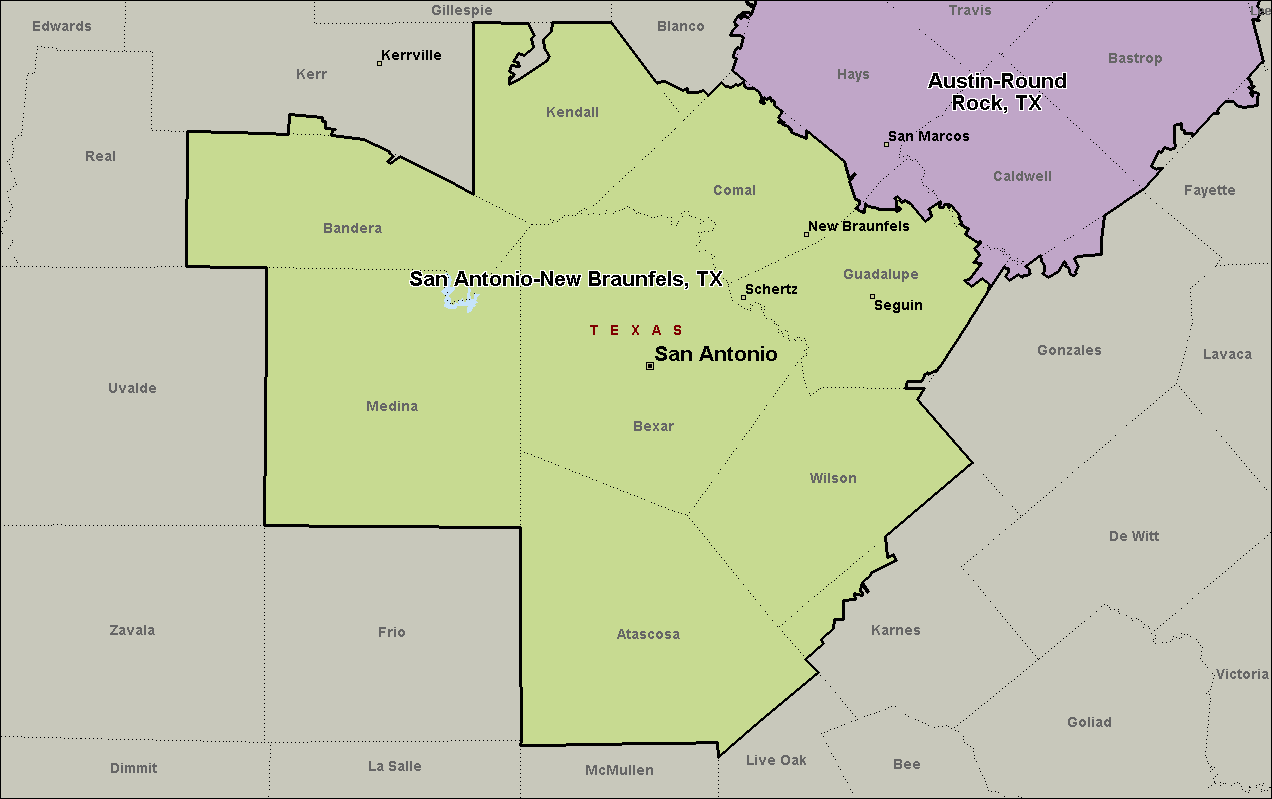 Gillespie
Travis
Edwards
Blanco
Kerrville
Bastrop
Kerr
Hays
Austin-Round
Rock, TX
Kendall
San Marcos
Real
Caldwell
Comal
Fayette
Bandera
New Braunfels
San Antonio-New Braunfels, TX
Guadalupe
Schertz
Seguin
TEXAS
San Antonio
Gonzales
Lavaca
Uvalde
Medina
Bexar
Wilson
De Witt
Zavala
Frio
Atascosa
Karnes
Victoria
Goliad
Dimmit
La Salle
McMullen
Live Oak
Bee